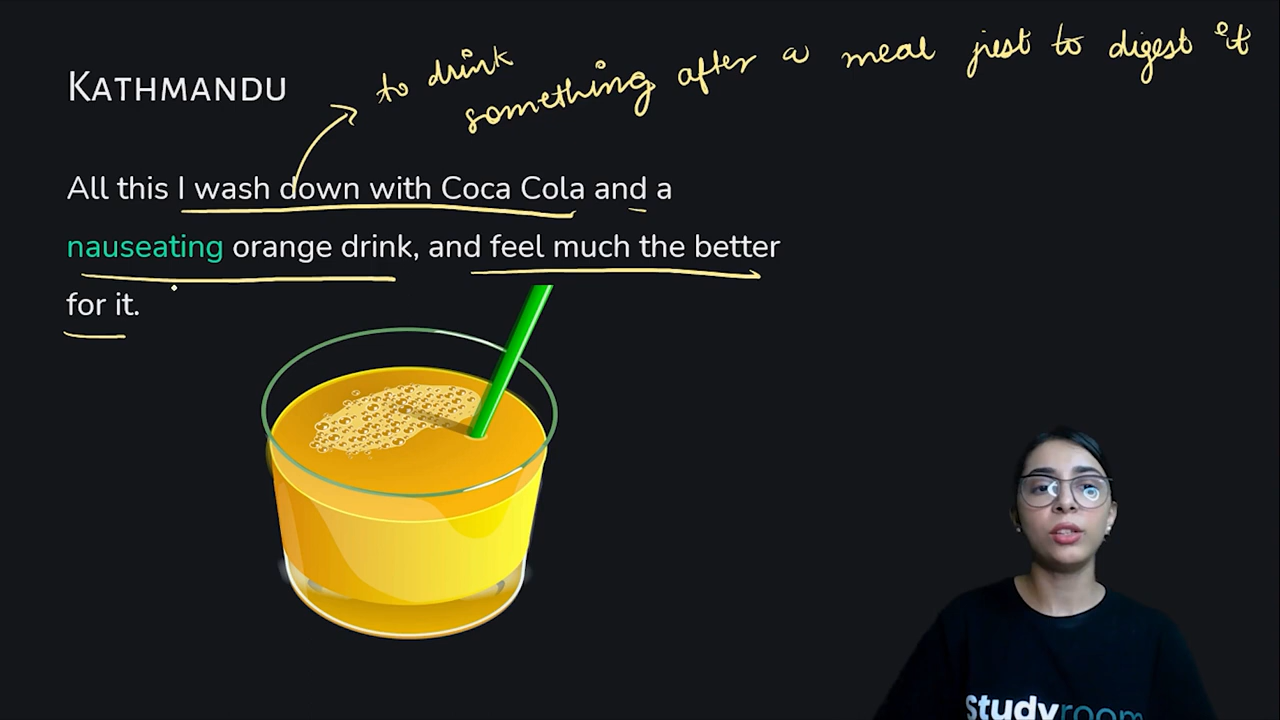 KATHMANDU
to drink
something after a meal just to digest it
All this I wash down with Coca Cola and a
nauseating orange drink, and feel much the better
for it.
Studyroom